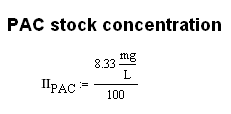 PAC stock concentration
II_PAC := 8.33 mg/L / 100